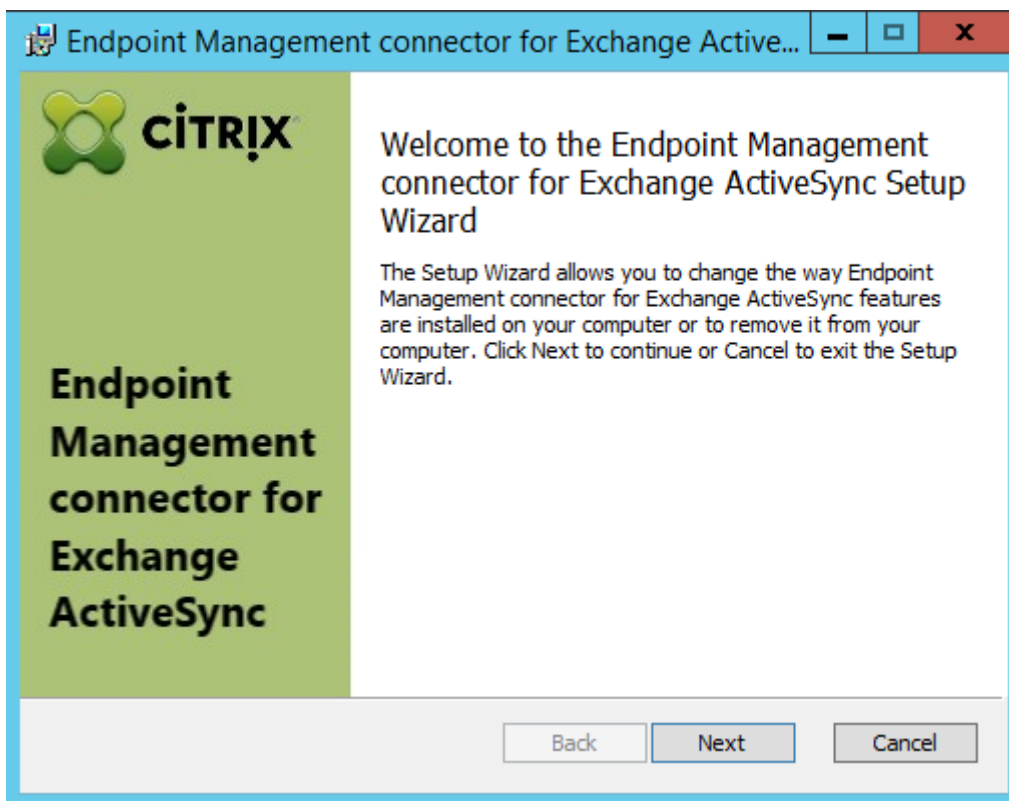 Endpoint Management connector for Exchange Active...
CITRIX
Welcome to the Endpoint Management
connector for Exchange ActiveSync Setup
Wizard
The Setup Wizard allows you to change the way Endpoint
Management connector for Exchange ActiveSync features
are installed on your computer or to remove it from your
computer. Click Next to continue or Cancel to exit the Setup
Wizard.
Endpoint
Management
connector for
Exchange
ActiveSync
Back Next Cancel